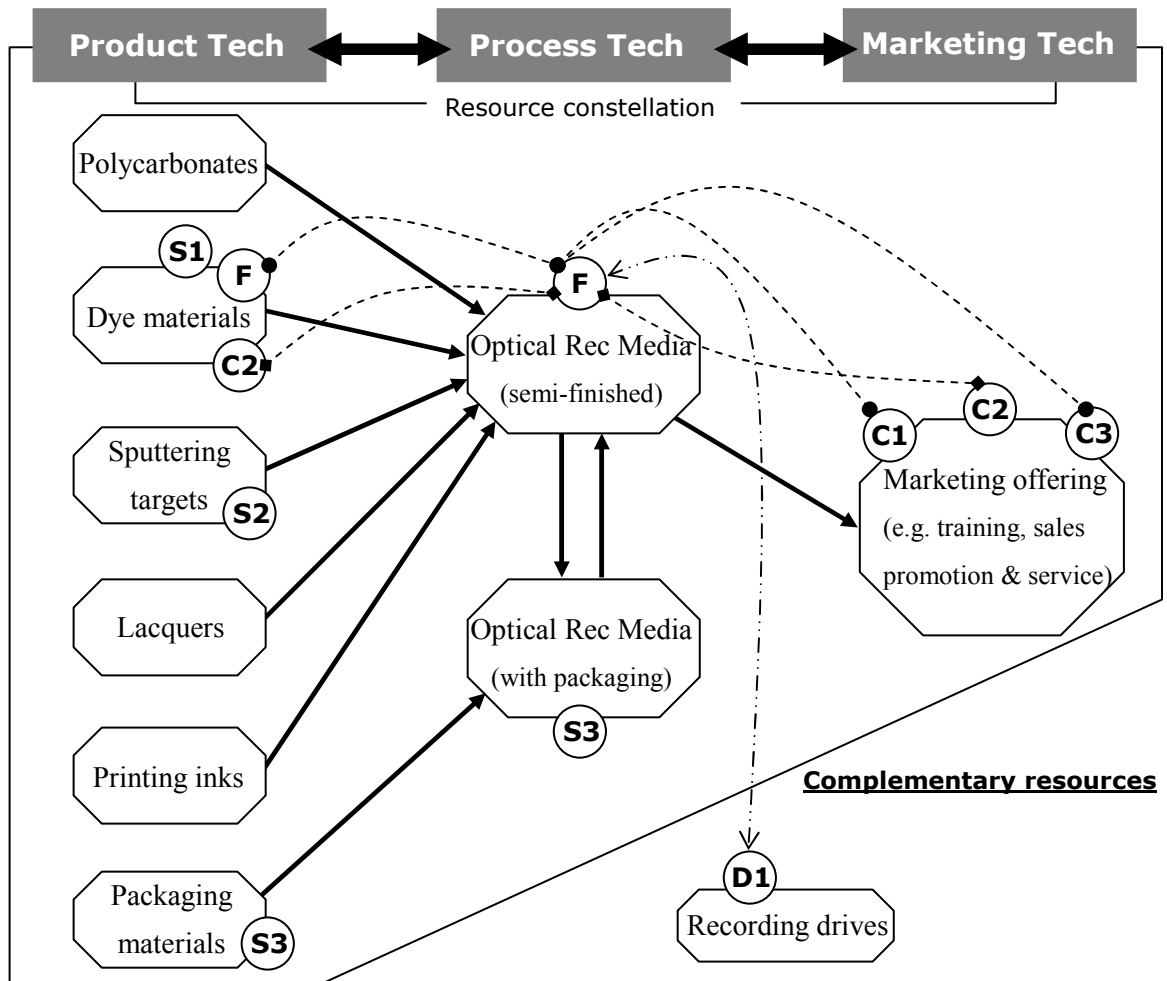 Product Tech
Process Tech
Marketing Tech
Resource constellation
Polycarbonates
S1
F
Dye materials
C2
F
Optical Rec Media
(semi-finished)
C1
C2
C3
Marketing offering
(e.g. training, sales
promotion & service)
Sputtering
targets
S2
Lacquers
Optical Rec Media
(with packaging)
S3
Printing inks
Complementary resources
Packaging
materials
S3
D1
Recording drives